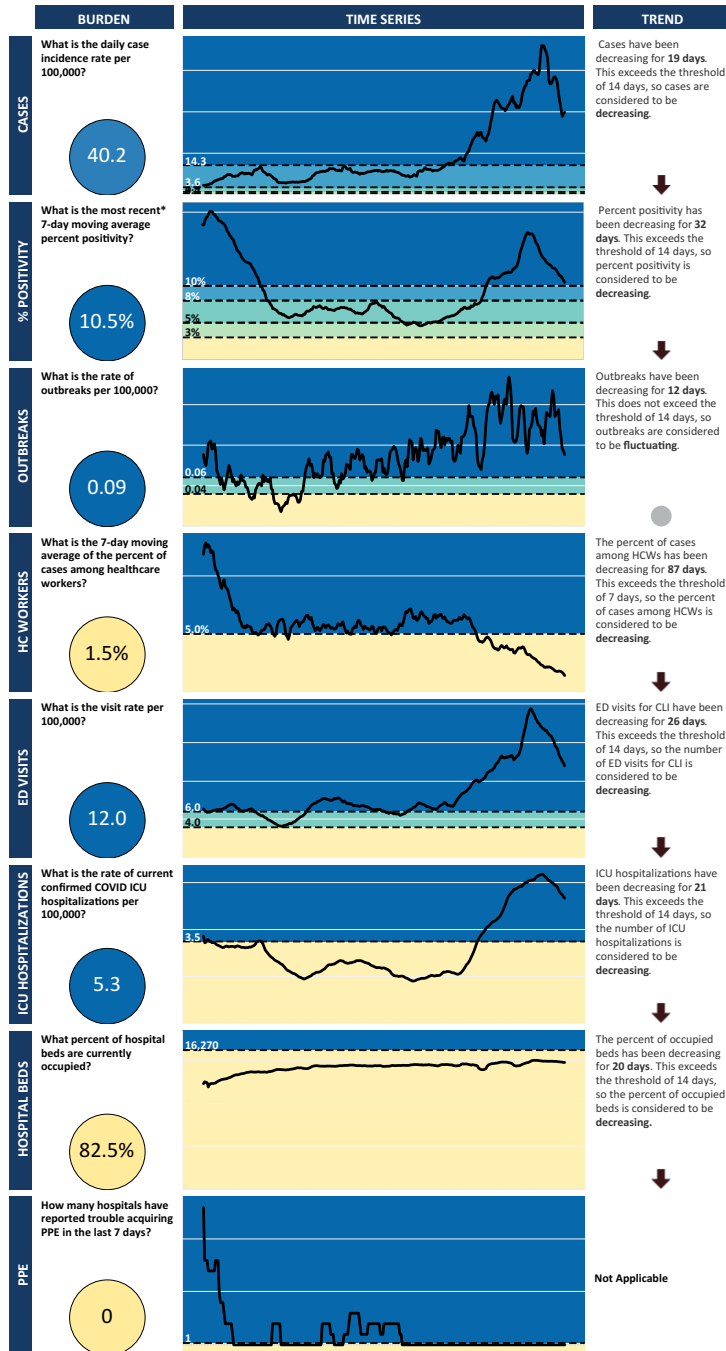 BURDEN
TIME SERIES
TREND
CASES
What is the daily case
incidence rate per
100,000?
40.2
14.3
3.6
Cases have been
decreasing for 19 days.
This exceeds the threshold
of 14 days, so cases are
considered to be
decreasing.
% POSITIVITY
What is the most recent*
7-day moving average
percent positivity?
10.5%
10%
8%
5%
3%
Percent positivity has
been decreasing for 32
days. This exceeds the
threshold of 14 days, so
percent positivity is
considered to be
decreasing.
OUTBREAKS
What is the rate of
outbreaks per 100,000?
0.09
0.06
0.04
Outbreaks have been
decreasing for 12 days.
This does not exceed the
threshold of 14 days, so
outbreaks are considered
to be fluctuating.
HC WORKERS
What is the 7-day moving
average of the percent of
cases among healthcare
workers?
1.5%
5.0%
The percent of cases
among HCWs has been
decreasing for 87 days.
This exceeds the threshold
of 7 days, so the percent
of cases among HCWs is
considered to be
decreasing.
ED VISITS
What is the visit rate per
100,000?
12.0
6.0
4.0
ED visits for CLI have been
decreasing for 26 days.
This exceeds the threshold
of 14 days, so the number
of ED visits for CLI is
considered to be
decreasing.
ICU HOSPITALIZATIONS
What is the rate of current
confirmed COVID ICU
hospitalizations per
100,000?
5.3
3.5
ICU hospitalizations have
been decreasing for 21
days. This exceeds the
threshold of 14 days, so
the number of ICU
hospitalizations is
considered to be
decreasing.
HOSPITAL BEDS
What percent of hospital
beds are currently
occupied?
82.5%
16,270
The percent of occupied
beds has been decreasing
for 20 days. This exceeds
the threshold of 14 days,
so the percent of occupied
beds is considered to be
decreasing.
PPE
How many hospitals have
reported trouble acquiring
PPE in the last 7 days?
0
1
Not Applicable